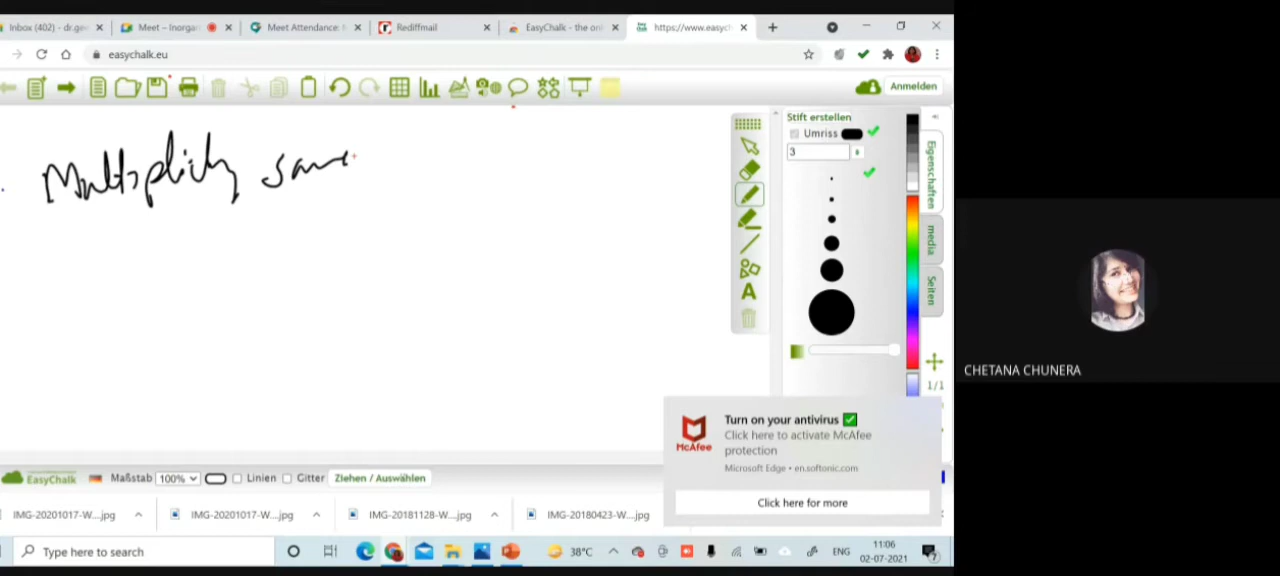 Inbox (402) - dr.gee
Meet – Inorgan
Meet Attendance: M
Rediffmail
EasyChalk - the onl
https://www.easych
easychalk.eu
Anmelden
Multiplicity same
Stift erstellen
Umriss
3
Eigenschaften
media
Seiten
A
1/1
CHETANA CHUNERA
Turn on your antivirus
Click here to activate McAfee
protection
McAfee
Microsoft Edge • en.softonic.com
Click here for more
EasyChalk Maßstab 100% Linien Gitter Ziehen / Auswählen
IMG-20201017-W....jpg IMG-20201017-W....jpg IMG-20181128-W....jpg IMG-20180423-W....jpg
Type here to search 38°C ENG 11:06
02-07-2021